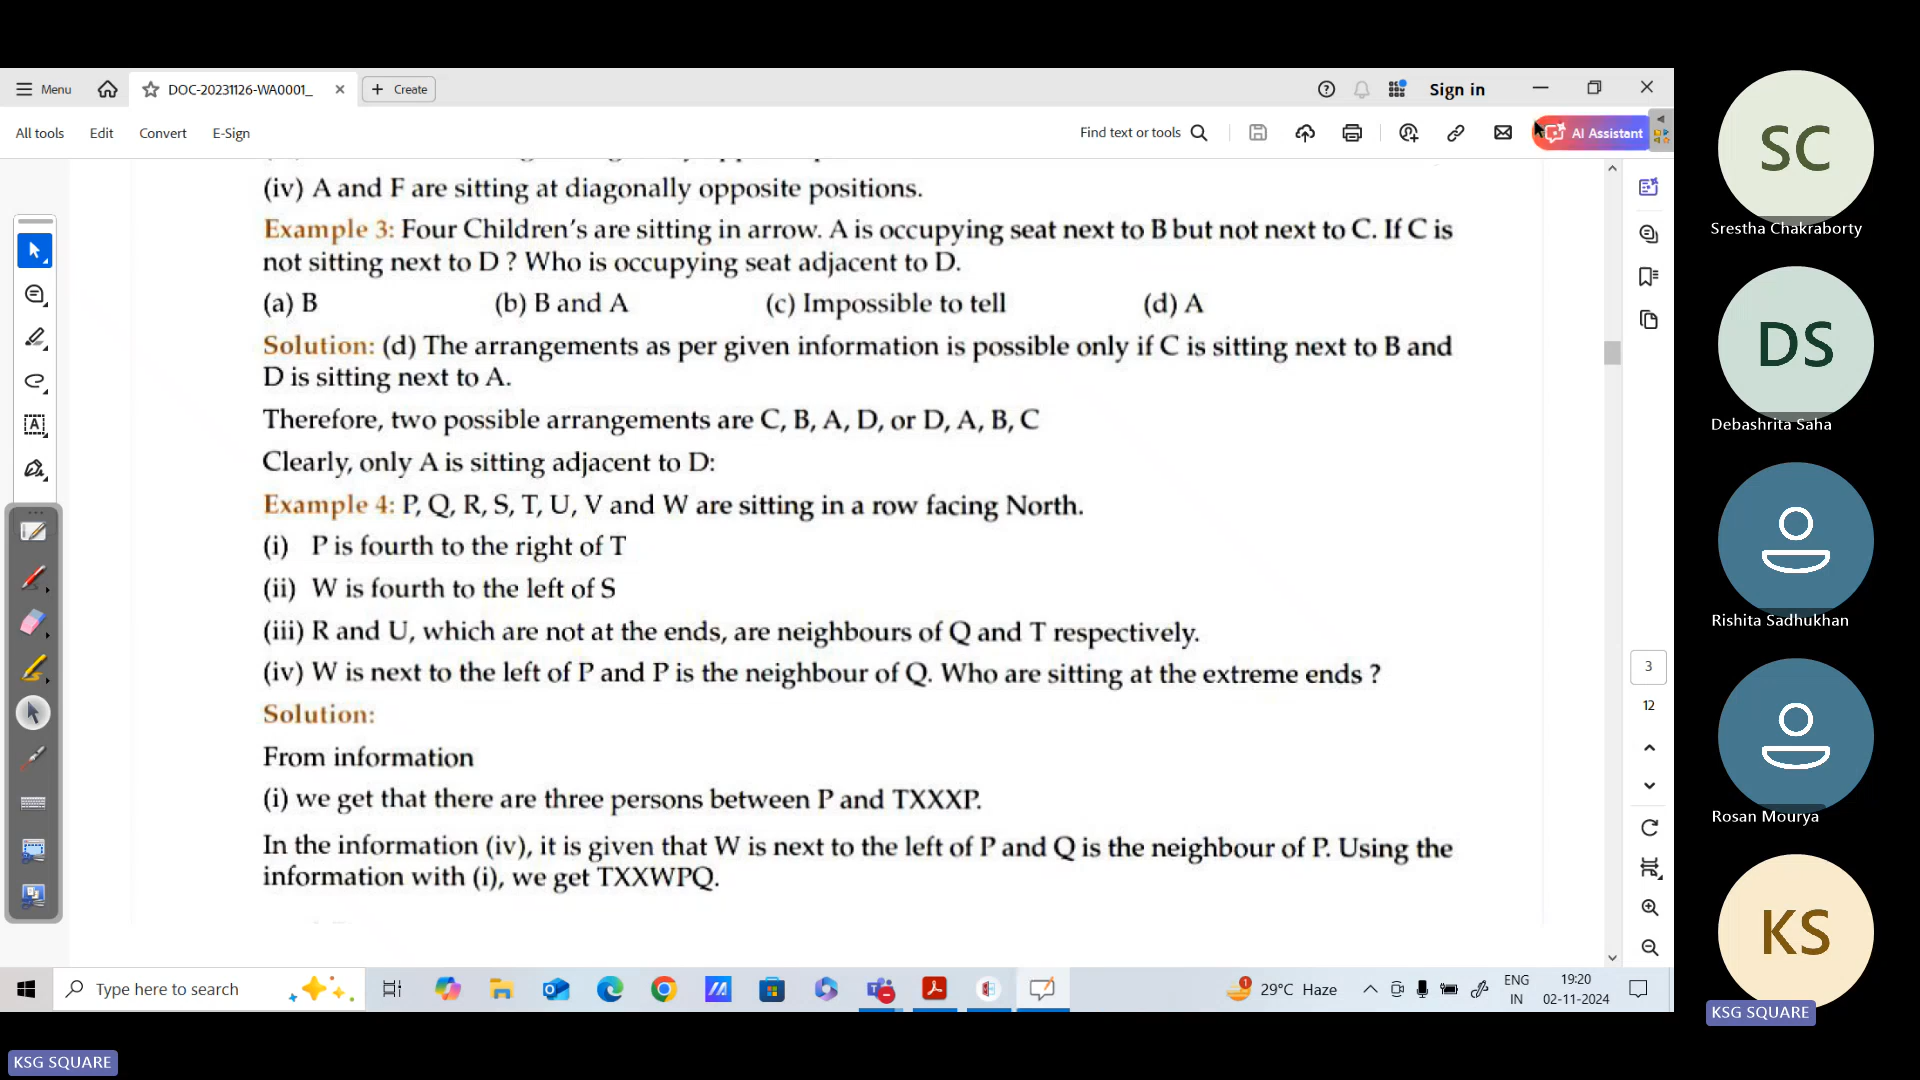 Menu
DOC-20231126-WA0001_
Create
Sign in
All tools
Edit
Convert
E-Sign
Find text or tools
AI Assistant
(iv) A and F are sitting at diagonally opposite positions.
Example 3: Four Children's are sitting in arrow. A is occupying seat next to B but not next to C. If C is
not sitting next to D ? Who is occupying seat adjacent to D.
(a) B (b) B and A (c) Impossible to tell (d) A
Solution: (d) The arrangements as per given information is possible only if C is sitting next to B and
D is sitting next to A.
Therefore, two possible arrangements are C, B, A, D, or D, A, B, C
Clearly, only A is sitting adjacent to D:
Example 4: P, Q, R, S, T, U, V and W are sitting in a row facing North.
(i) P is fourth to the right of T
(ii) W is fourth to the left of S
(iii) R and U, which are not at the ends, are neighbours of Q and T respectively.
(iv) W is next to the left of P and P is the neighbour of Q. Who are sitting at the extreme ends ?
Solution:
From information
(i) we get that there are three persons between P and TXXXP.
In the information (iv), it is given that W is next to the left of P and Q is the neighbour of P. Using the
information with (i), we get TXXWPQ.
3
12
Type here to search
1
29°C Haze
ENG
IN
19:20
02-11-2024
SC
Srestha Chakraborty
DS
Debashrita Saha
Rishita Sadhukhan
Rosan Mourya
KS
KSG SQUARE
KSG SQUARE